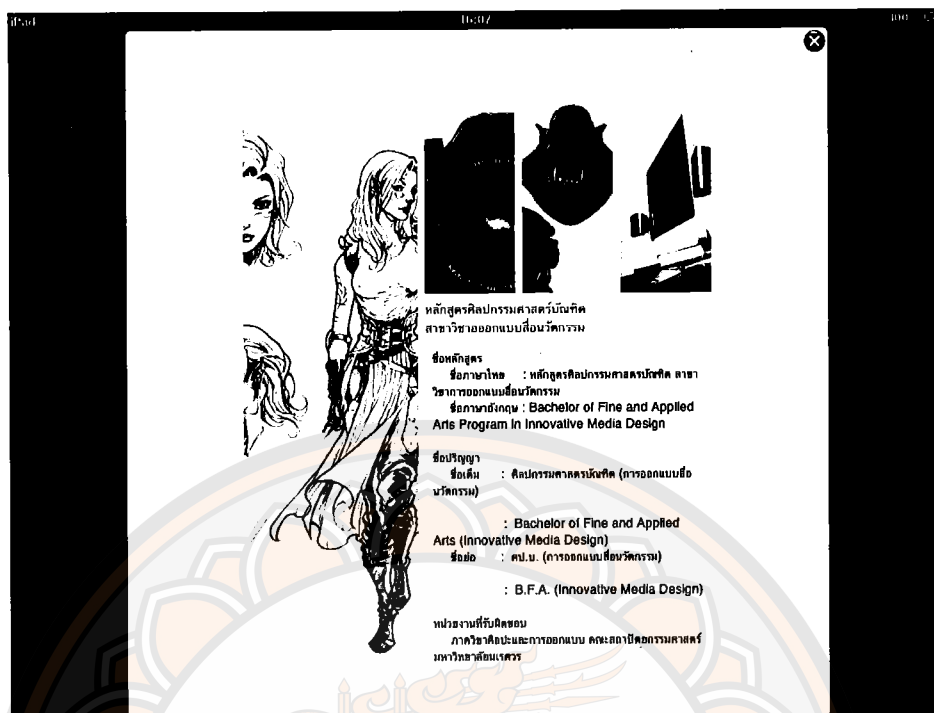 iPad
16:07
หลักสูตรศิลปกรรมศาสตร์บัณฑิต
สาขาวิชาออกแบบสื่อนวัตกรรม
ชื่อหลักสูตร
ชื่อภาษาไทย : หลักสูตรศิลปกรรมศาสตรบัณฑิต สาขา
วิชาการออกแบบสื่อนวัตกรรม
ชื่อภาษาอังกฤษ : Bachelor of Fine and Applied
Arts Program in Innovative Media Design
ชื่อปริญญา
ชื่อเต็ม : ศิลปกรรมศาสตรบัณฑิต (การออกแบบสื่อ
นวัตกรรม)
: Bachelor of Fine and Applied
Arts (Innovative Media Design)
ชื่อย่อ : ศป.บ. (การออกแบบสื่อนวัตกรรม)
: B.F.A. (Innovative Media Design)
หน่วยงานที่รับผิดชอบ
ภาควิชาศิลปะและการออกแบบ คณะสถาปัตยกรรมศาสตร์
มหาวิทยาลัยนเรศวร